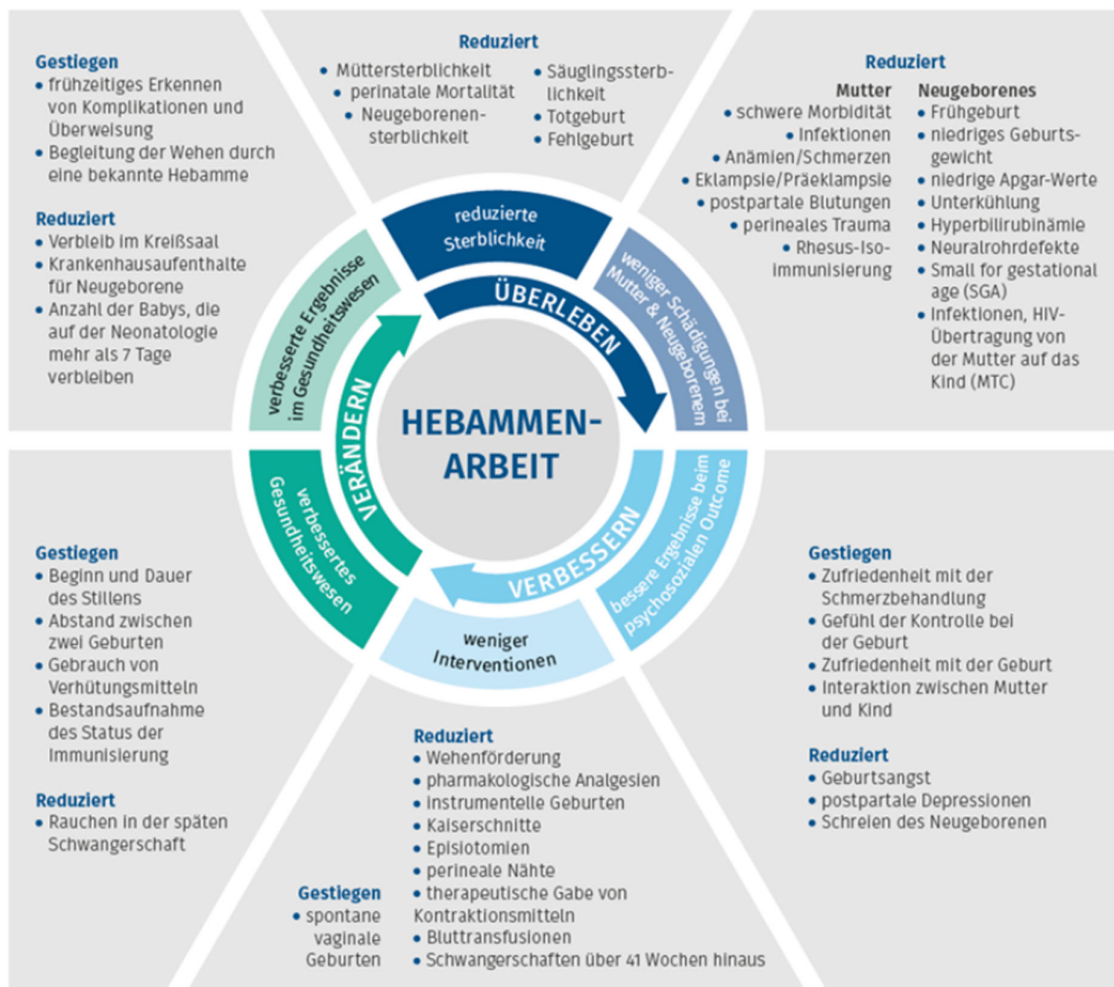 Gestiegen
• frühzeitiges Erkennen
von Komplikationen und
Überweisung
• Begleitung der Wehen durch
eine bekannte Hebamme
Reduziert
• Verbleib im Kreißsaal
• Krankenhausaufenthalte
für Neugeborene
• Anzahl der Babys, die
auf der Neonatologie
mehr als 7 Tage
verbleiben
Reduziert
• Müttersterblichkeit
• perinatale Mortalität
• Neugeborenen-
sterblichkeit
• Säuglingssterb-
lichkeit
• Totgeburt
• Fehlgeburt
Reduziert
Mutter
• schwere Morbidität
• Infektionen
• Anämien/Schmerzen
• Eklampsie/Präeklampsie
• postpartale Blutungen
• perineales Trauma
• Rhesus-Iso-
immunisierung
Neugeborenes
• Frühgeburt
• niedriges Geburts-
gewicht
• niedrige Apgar-Werte
• Unterkühlung
• Hyperbilirubinämie
• Neuralrohrdefekte
• Small for gestational
age (SGA)
• Infektionen, HIV-
Übertragung von
der Mutter auf das
Kind (MTC)
reduzierte
Sterblichkeit
weniger Schädigungen bei
Mutter & Neugeborenem
bessere Ergebnisse beim
psychosozialen Outcome
weniger
Interventionen
verbessertes
Gesundheitswesen
verbesserte Ergebnisse
im Gesundheitswesen
ÜBERLEBEN
VERBESSERN
VERÄNDERN
HEBAMMEN-
ARBEIT
Gestiegen
• Beginn und Dauer
des Stillens
• Abstand zwischen
zwei Geburten
• Gebrauch von
Verhütungsmitteln
• Bestandsaufnahme
des Status der
Immunisierung
Reduziert
• Rauchen in der späten
Schwangerschaft
Gestiegen
• spontane
vaginale
Geburten
Reduziert
• Wehenförderung
• pharmakologische Analgesien
• instrumentelle Geburten
• Kaiserschnitte
• Episiotomien
• perineale Nähte
• therapeutische Gabe von
Kontraktionsmitteln
• Bluttransfusionen
• Schwangerschaften über 41 Wochen hinaus
Gestiegen
• Zufriedenheit mit der
Schmerzbehandlung
• Gefühl der Kontrolle bei
der Geburt
• Zufriedenheit mit der Geburt
• Interaktion zwischen Mutter
und Kind
Reduziert
• Geburtsangst
• postpartale Depressionen
• Schreien des Neugeborenen